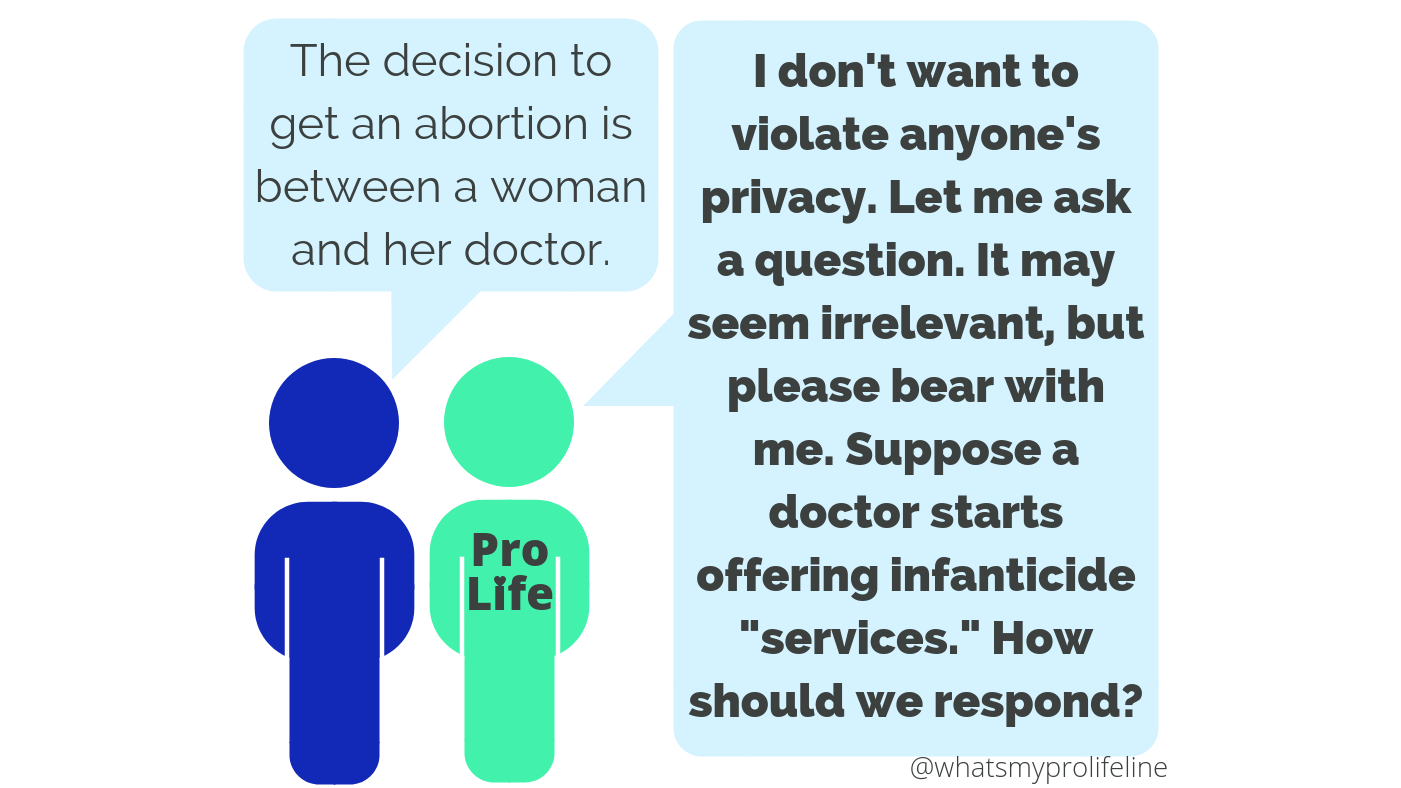 The decision to
get an abortion is
between a woman
and her doctor.
I don't want to
violate anyone's
privacy. Let me ask
a question. It may
seem irrelevant, but
please bear with
me. Suppose a
doctor starts
offering infanticide
"services." How
should we respond?
Pro
Life
@whatsmyprolifeline